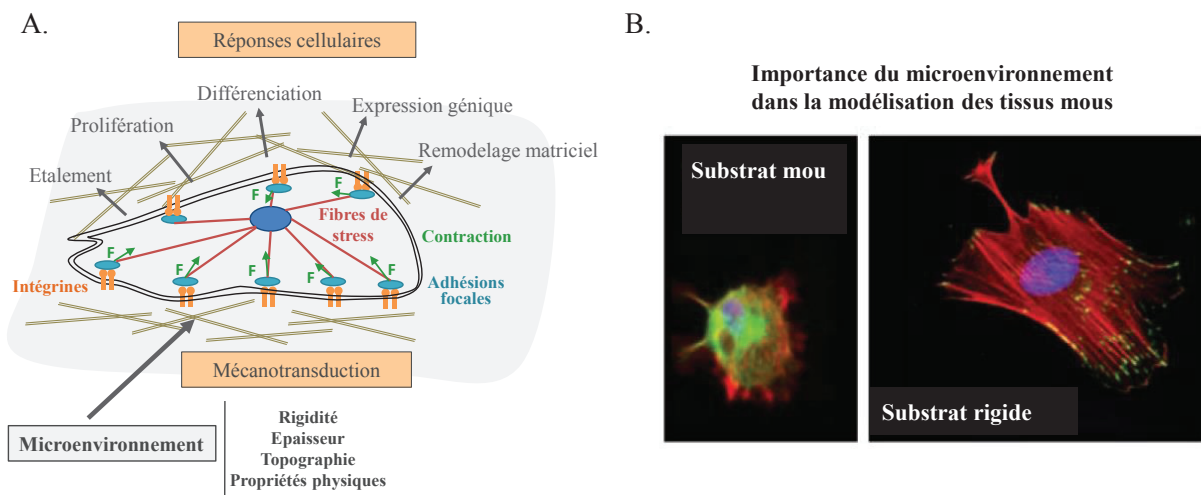 A.
Réponses cellulaires
Différenciation
Expression génique
Prolifération
Remodelage matriciel
Etalement
F
F
Fibres de
stress
Contraction
F
F
F
F
F
Intégrines
Adhésions
focales
Mécanotransduction
Microenvironnement
Rigidité
Epaisseur
Topographie
Propriétés physiques
B.
Importance du microenvironnement
dans la modélisation des tissus mous
Substrat mou
Substrat rigide